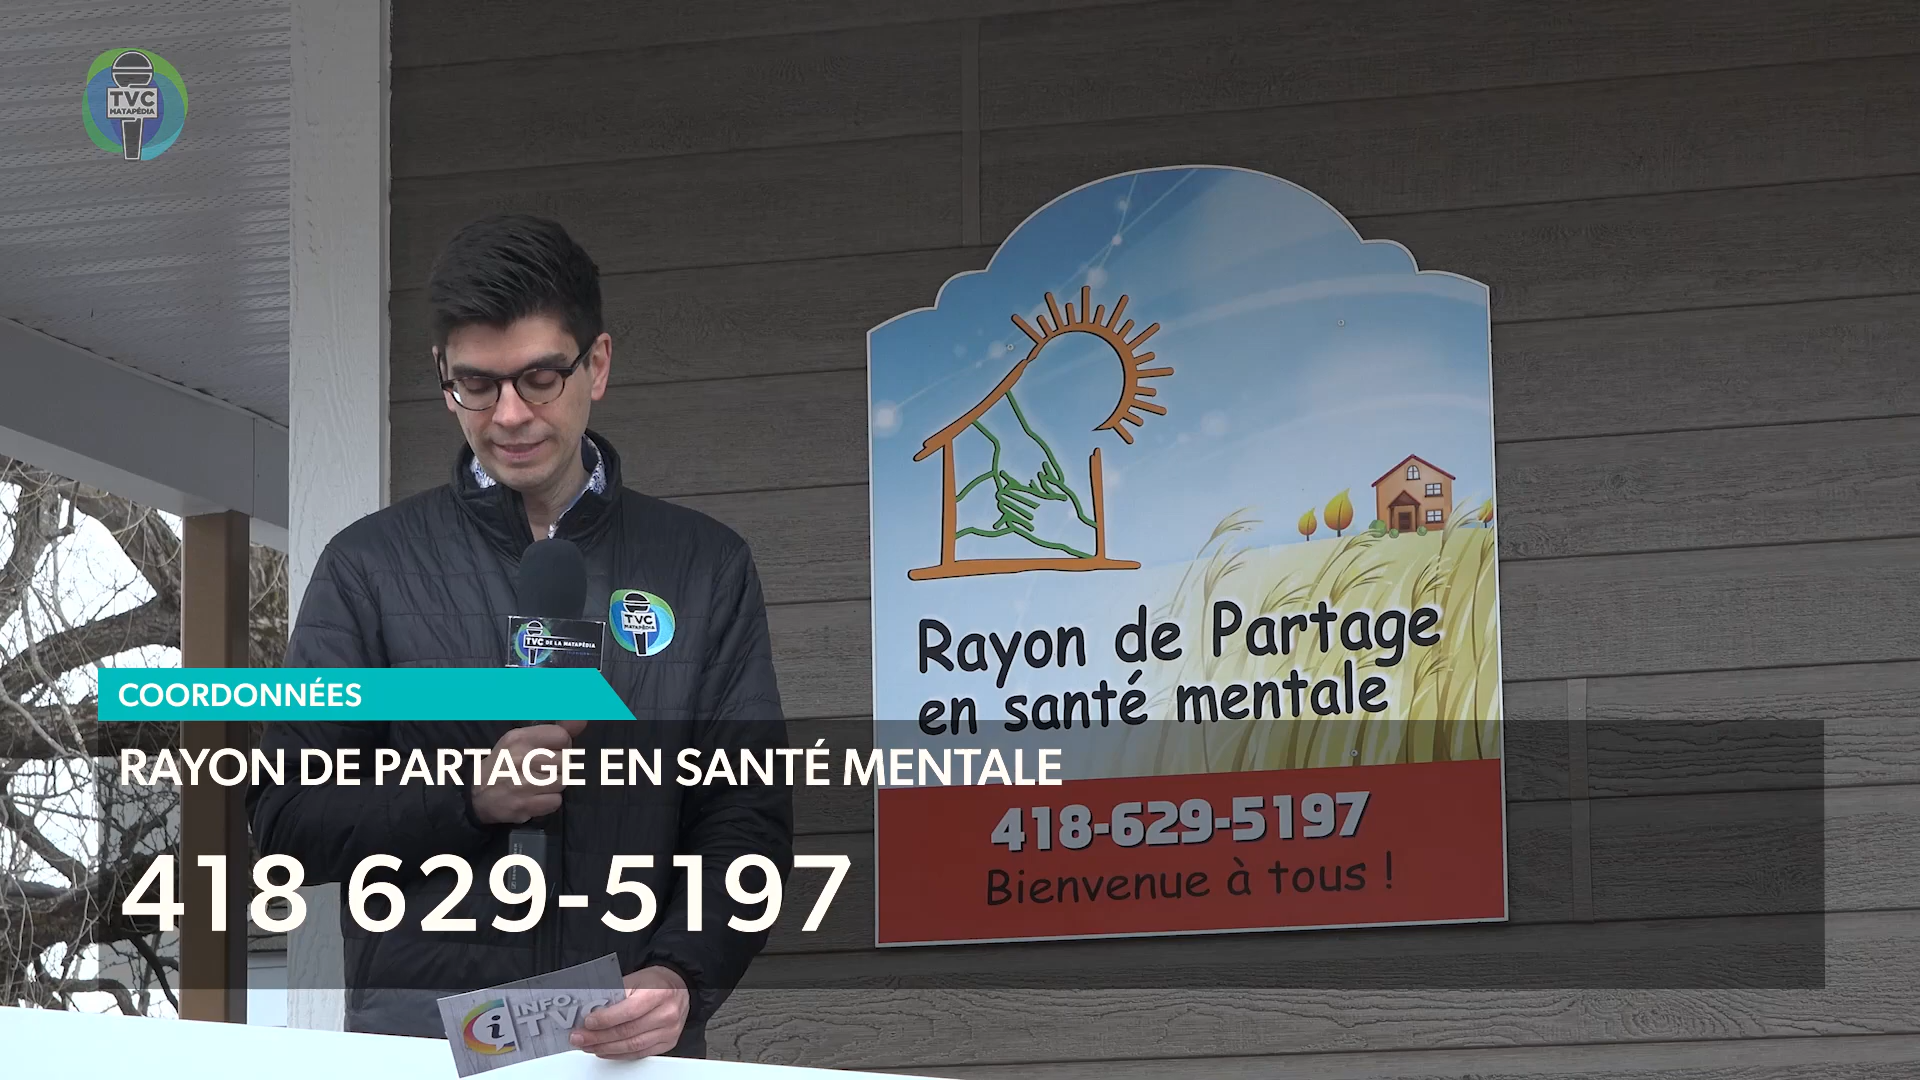 TVC
MATAPÉDIA
TVC
MATAPÉDIA
TVC DE LA MATAPÉDIA
Rayon de Partage
en santé mentale
418-629-5197
Bienvenue à tous !
COORDONNÉES
RAYON DE PARTAGE EN SANTÉ MENTALE
418 629-5197
INFO.
TVC